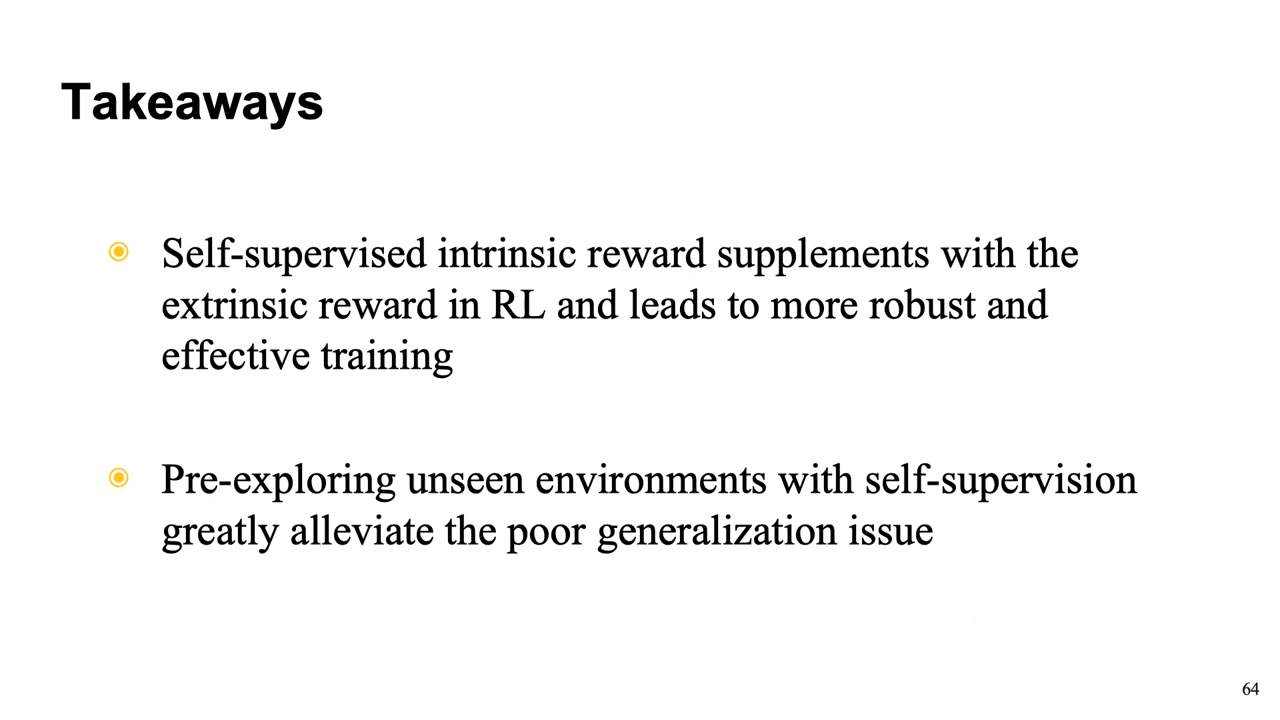 Takeaways
Self-supervised intrinsic reward supplements with the
extrinsic reward in RL and leads to more robust and
effective training
Pre-exploring unseen environments with self-supervision
greatly alleviate the poor generalization issue
64